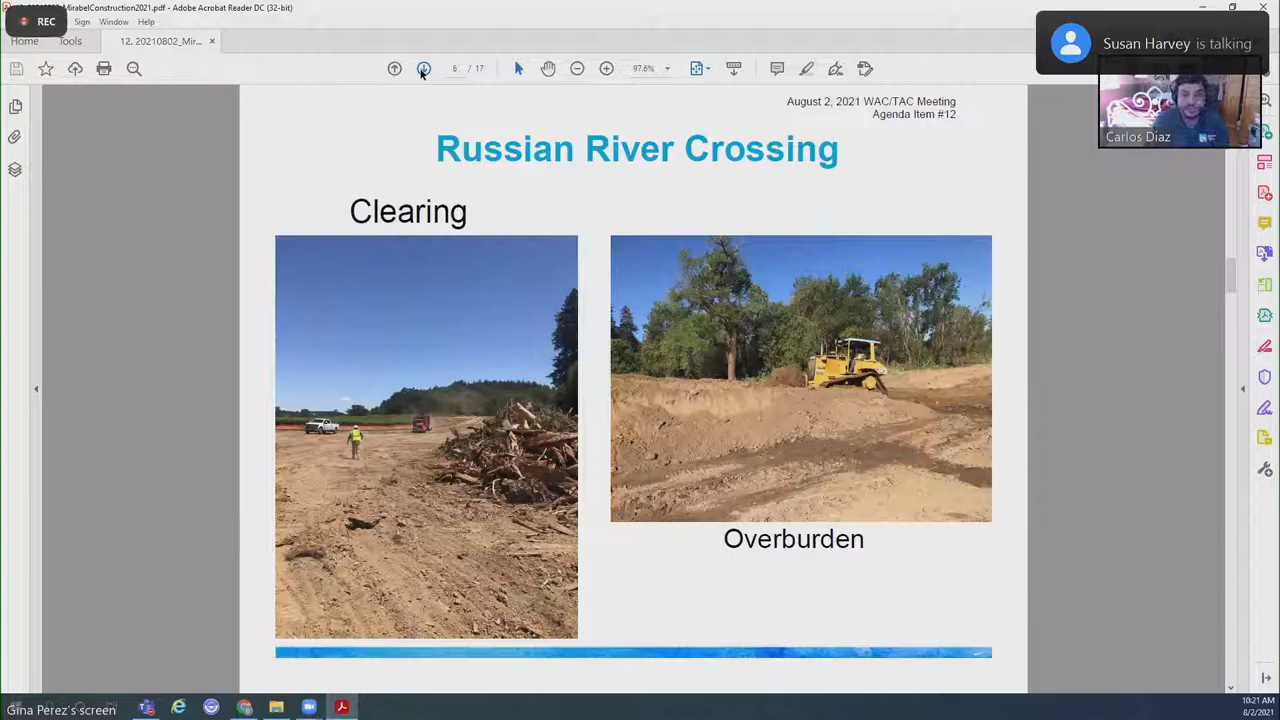 MirabelConstruction2021.pdf - Adobe Acrobat Reader DC (32-bit)
REC
Sign Window Help
Home Tools 12. 20210802_Mir...
6 / 17 97.6%
Susan Harvey is talking
Carlos Diaz
August 2, 2021 WAC/TAC Meeting
Agenda Item #12
Russian River Crossing
Clearing
Overburden
Gina Perez's screen
10:21 AM
8/2/2021